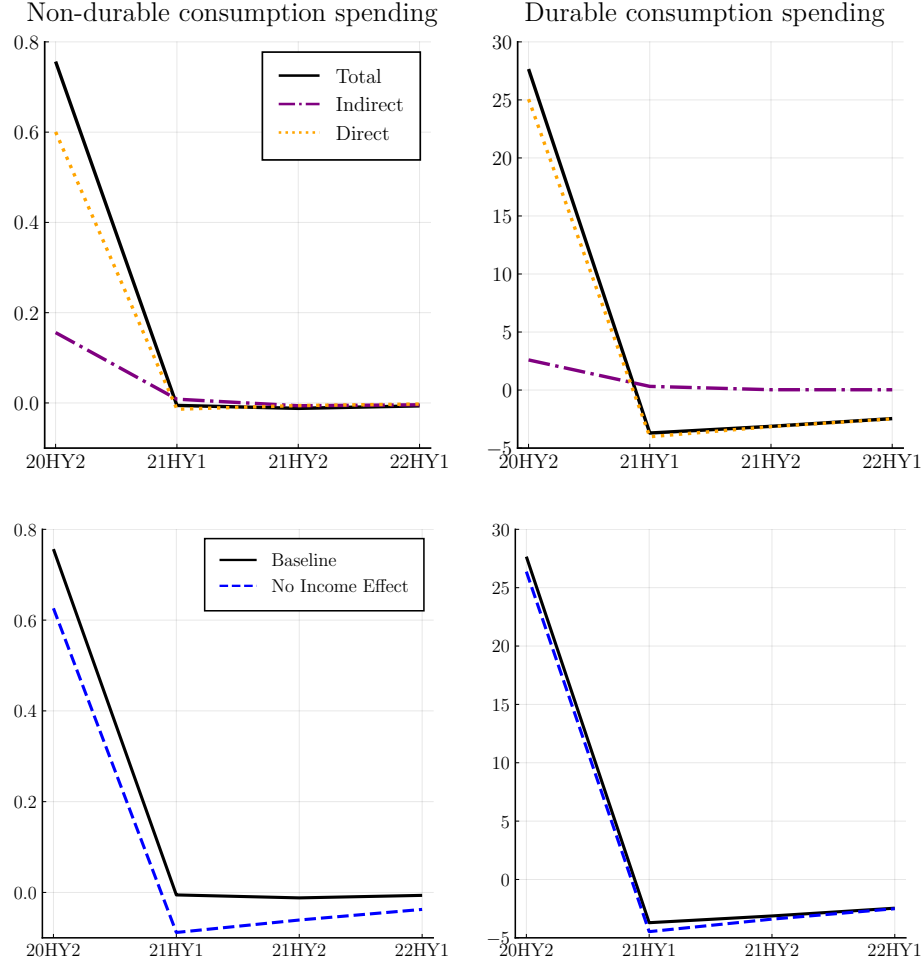 Non-durable consumption spending
Durable consumption spending
0.8
0.6
0.4
0.2
0.0
Total
Indirect
Direct
20HY2
21HY1
21HY2
22HY1
30
25
20
15
10
5
0
−5
20HY2
21HY1
21HY2
22HY1
0.8
0.6
0.4
0.2
0.0
Baseline
No Income Effect
20HY2
21HY1
21HY2
22HY1
30
25
20
15
10
5
0
−5
20HY2
21HY1
21HY2
22HY1